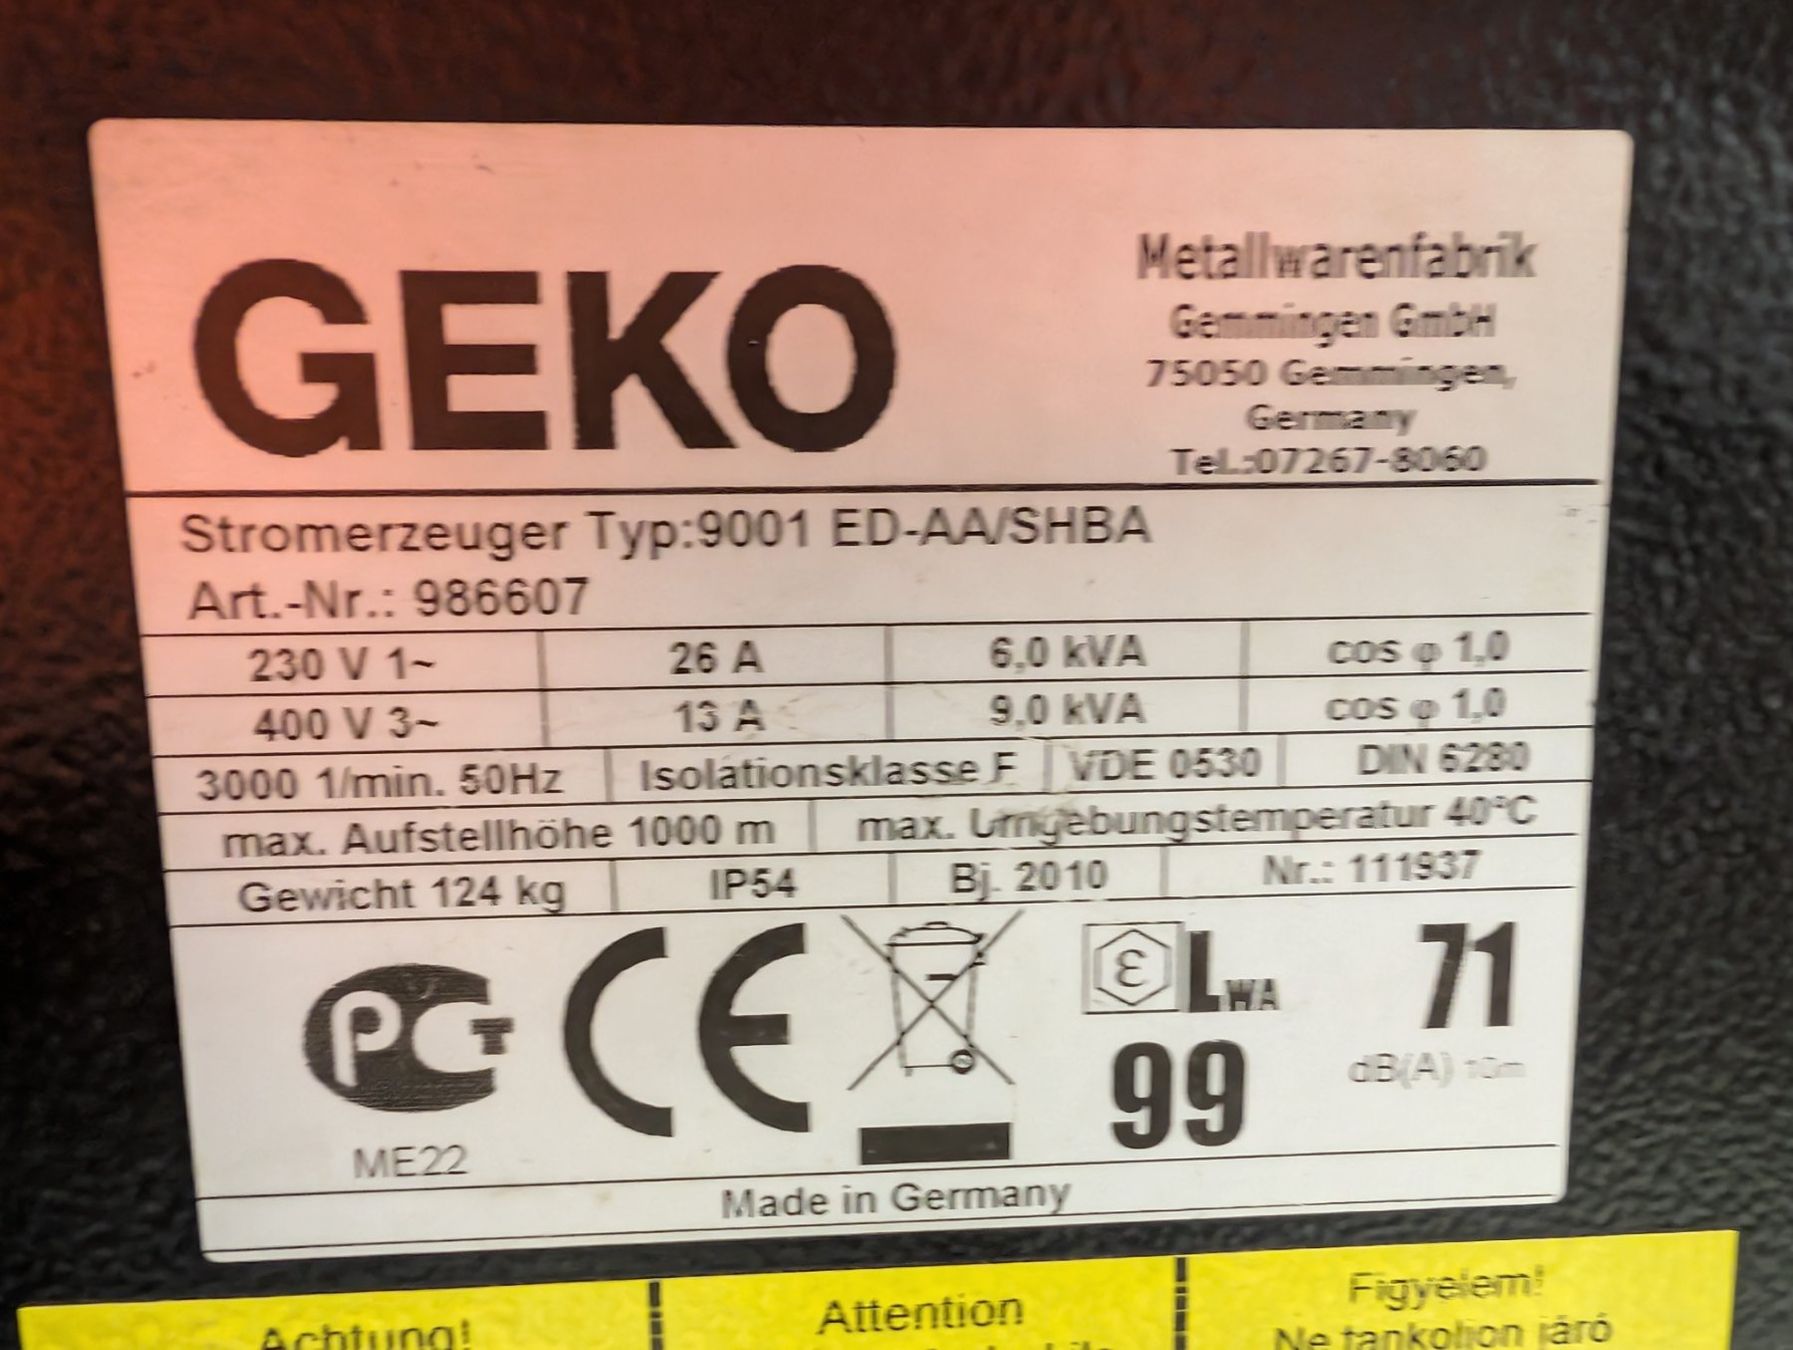 GEKO
Metallwarenfabrik
Gemmingen GmbH
75050 Gemmingen,
Germany
Tel.:07267-8060
Stromerzeuger Typ:9001 ED-AA/SHBA
Art.-Nr.: 986607
230 V 1~ 26 A 6,0 kVA cos φ 1,0
400 V 3~ 13 A 9,0 kVA cos φ 1,0
3000 1/min. 50Hz Isolationsklasse F VDE 0530 DIN 6280
max. Aufstellhöhe 1000 m max. Umgebungstemperatur 40°C
Gewicht 124 kg IP54 Bj. 2010 Nr.: 111937
PCT CE ε LWA 71
99 dB(A) 10m
ME22
Made in Germany
Achtung! Attention Figyelem!
Ne tankoljon járó